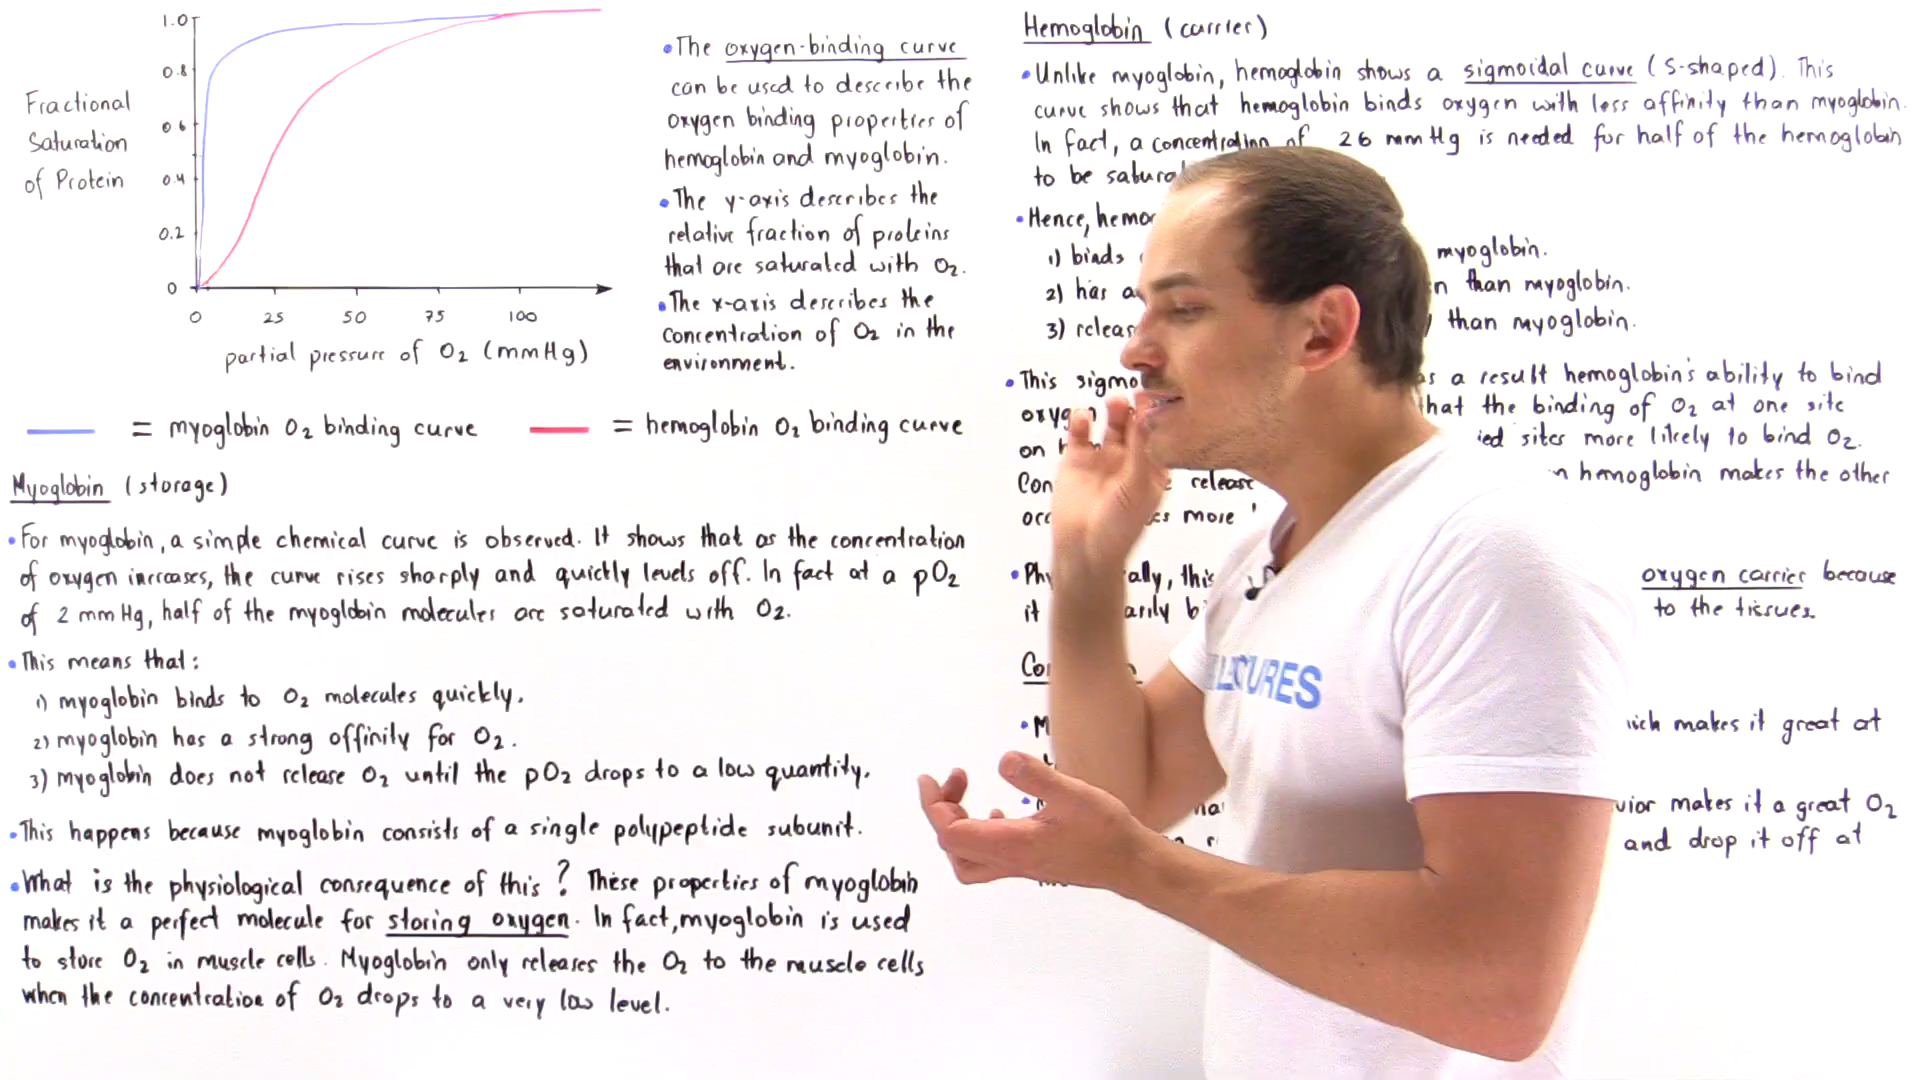 1.0
0.8
0.6
0.4
0.2
0
0 25 50 75 100
Fractional
Saturation
of Protein
partial pressure of O2 (mmHg)
= myoglobin O2 binding curve
= hemoglobin O2 binding curve
• The oxygen-binding curve
can be used to describe the
oxygen binding properties of
hemoglobin and myoglobin.
• The y-axis describes the
relative fraction of proteins
that are saturated with O2.
• The x-axis describes the
concentration of O2 in the
environment.
Myoglobin (storage)
• For myoglobin, a simple chemical curve is observed. It shows that as the concentration
of oxygen increases, the curve rises sharply and quickly levels off. In fact at a pO2
of 2 mmHg, half of the myoglobin molecules are saturated with O2.
• This means that:
1) myoglobin binds to O2 molecules quickly.
2) myoglobin has a strong affinity for O2.
3) myoglobin does not release O2 until the pO2 drops to a low quantity.
• This happens because myoglobin consists of a single polypeptide subunit.
• What is the physiological consequence of this? These properties of myoglobin
makes it a perfect molecule for storing oxygen. In fact, myoglobin is used
to store O2 in muscle cells. Myoglobin only releases the O2 to the muscle cells
when the concentration of O2 drops to a very low level.
Hemoglobin (carrier)
• Unlike myoglobin, hemoglobin shows a sigmoidal curve (S-shaped). This
curve shows that hemoglobin binds oxygen with less affinity than myoglobin.
In fact, a concentration of 26 mmHg is needed for half of the hemoglobin
to be
• Hence, myoglobin.
1) binds
2) has than myoglobin.
3) than myoglobin.
• This a result hemoglobin's ability to bind
that the binding of O2 at one site
on sites more likely to bind O2.
release hemoglobin makes the other
more
• this oxygen carrier because
it to the tissues.
• makes it great at
• makes it a great O2
and drop it off at
LECTURES